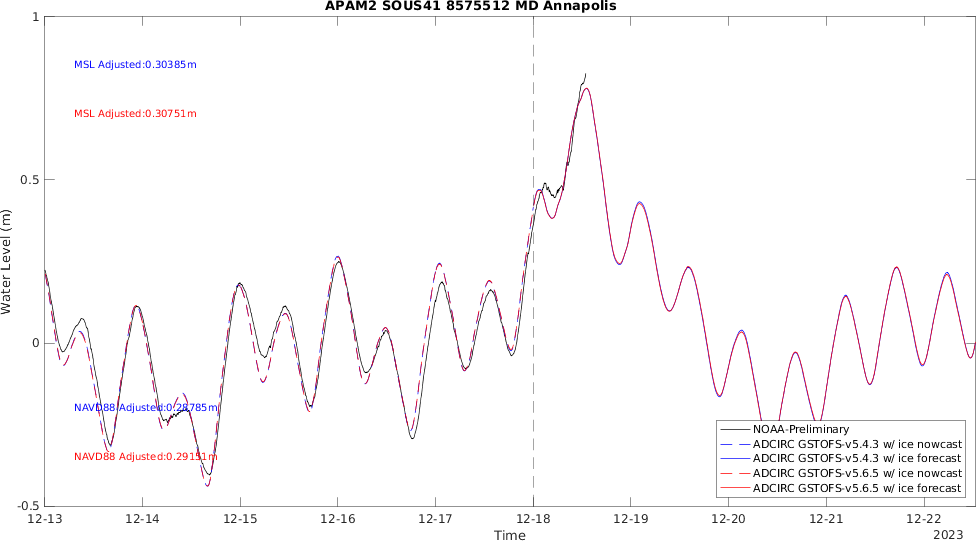 APAM2 SOUS41 8575512 MD Annapolis
1
MSL Adjusted:0.30385m
MSL Adjusted:0.30751m
0.5
Water Level (m)
0
NAVD88 Adjusted:0.28785m
NAVD88 Adjusted:0.29151m
NOAA-Preliminary
ADCIRC GSTOFS-v5.4.3 w/ ice nowcast
ADCIRC GSTOFS-v5.4.3 w/ ice forecast
ADCIRC GSTOFS-v5.6.5 w/ ice nowcast
ADCIRC GSTOFS-v5.6.5 w/ ice forecast
-0.5
12-13 12-14 12-15 12-16 12-17 12-18 12-19 12-20 12-21 12-22
Time
2023